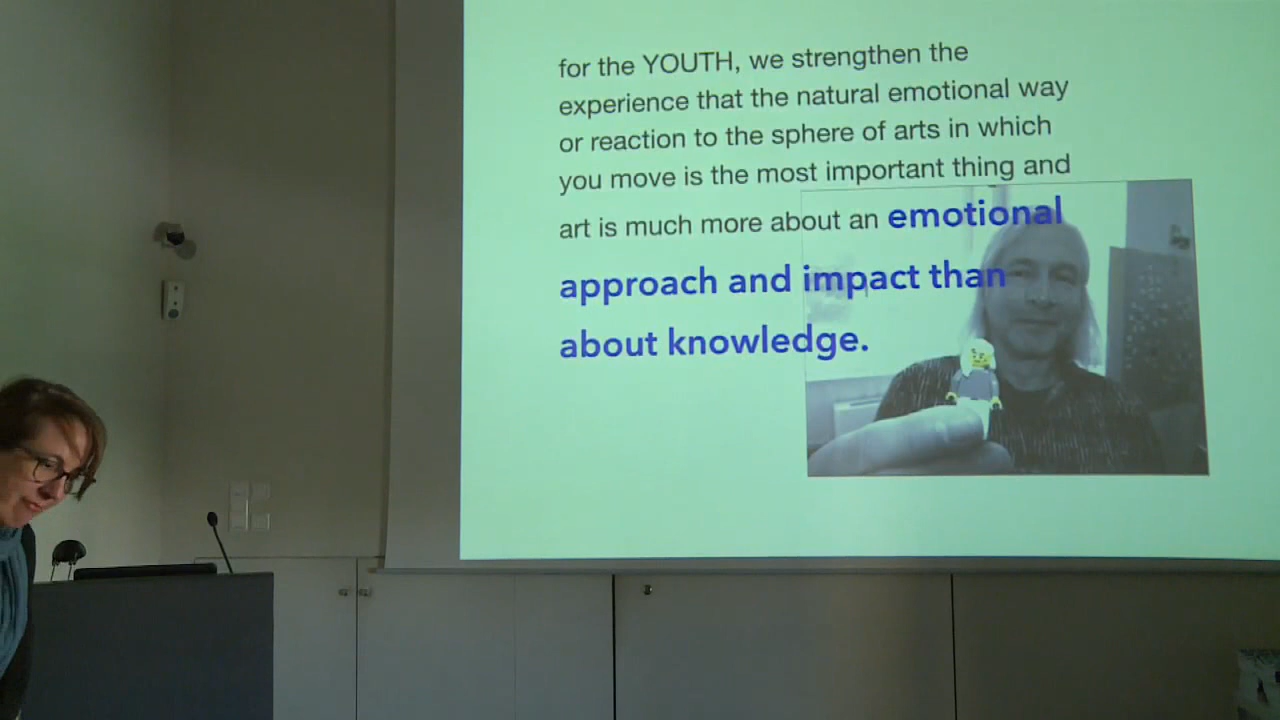 for the YOUTH, we strengthen the
experience that the natural emotional way
or reaction to the sphere of arts in which
you move is the most important thing and
art is much more about an emotional
approach and impact than
about knowledge.